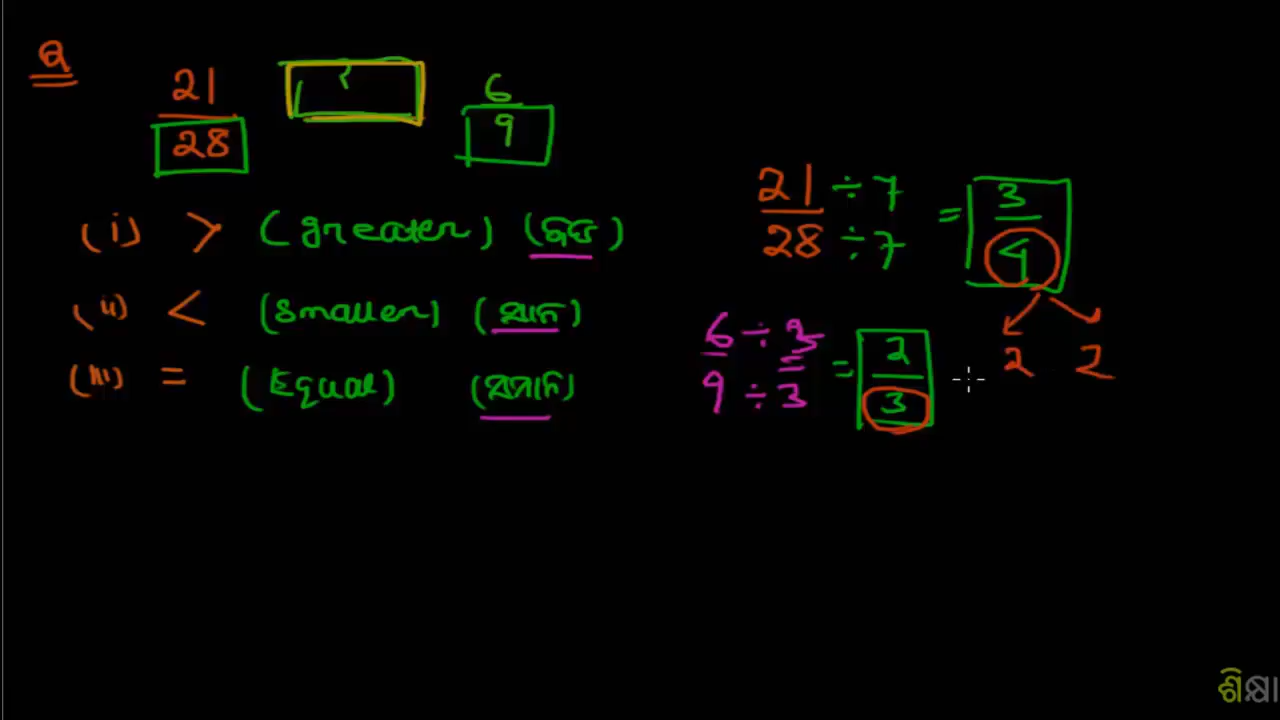 Q
21/28 ? 6/9
(i) > (greater) (ବଡ)
(ii) < (Smaller) (ସାନ)
(iii) = (Equal) (ସମାନ)
21 ÷ 7
28 ÷ 7
= 3/4
2 2
6 ÷ 3
9 ÷ 3
= 2/3
ଶିକ୍ଷା